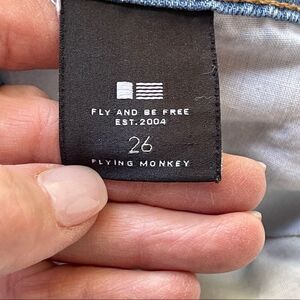 FLY AND BE FREE
EST.2004
26
FLYING MONKEY